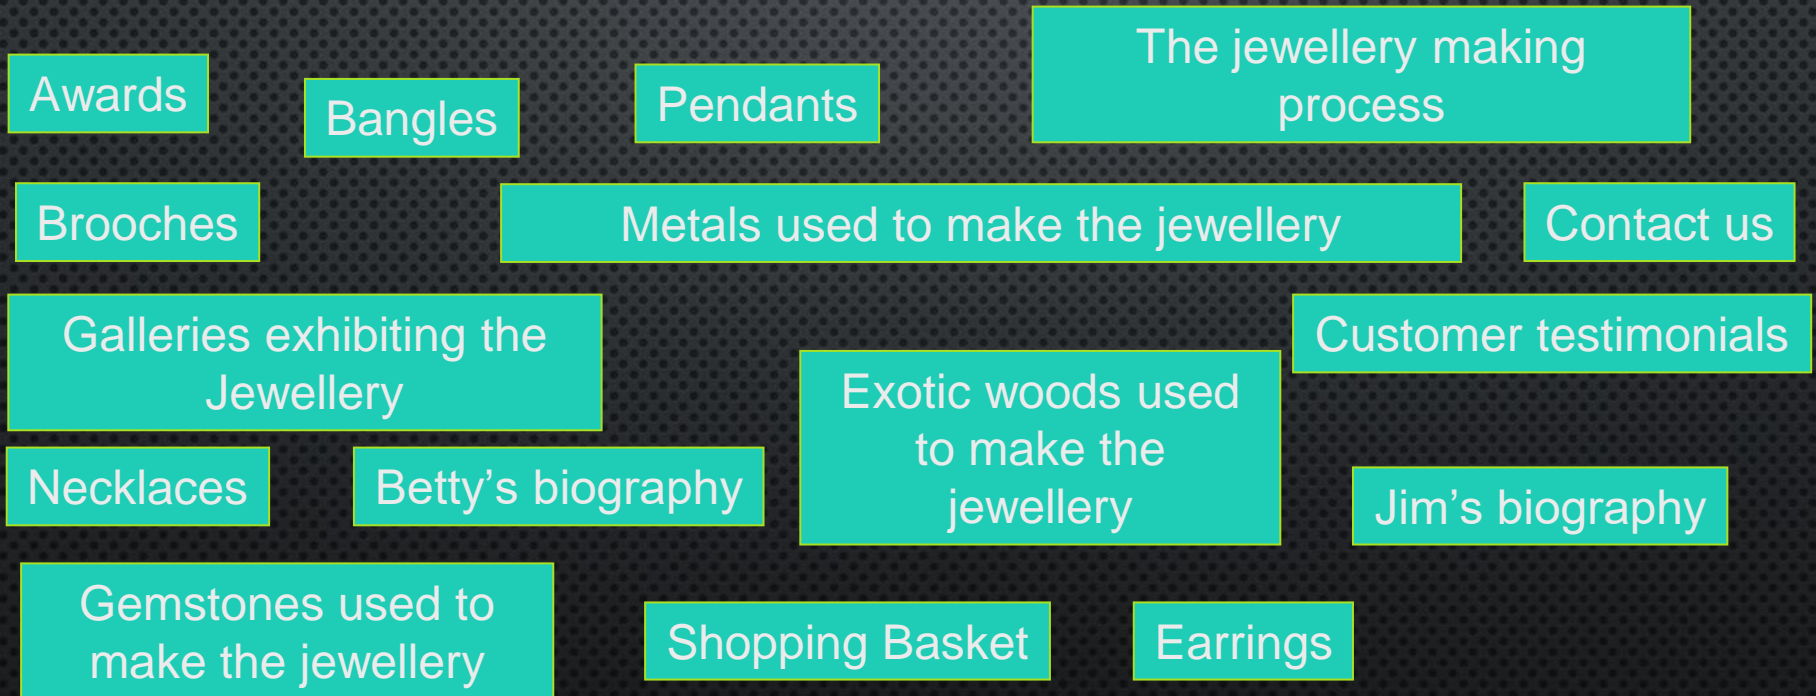 Awards
Bangles
Pendants
The jewellery making
process
Brooches
Metals used to make the jewellery
Contact us
Galleries exhibiting the
Jewellery
Customer testimonials
Exotic woods used
to make the
jewellery
Necklaces
Betty’s biography
Jim’s biography
Gemstones used to
make the jewellery
Shopping Basket
Earrings